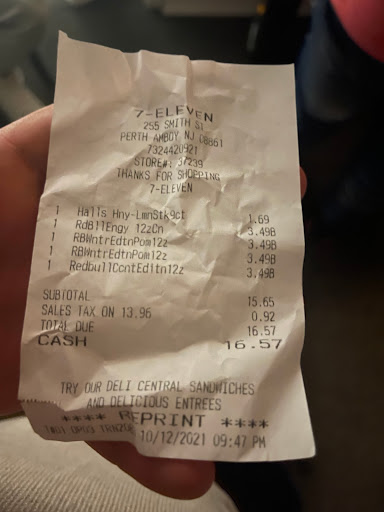 7-ELEVEN
255 SMITH ST
PERTH AMBOY NJ 08861
7324420921
STORE#: 37239
THANKS FOR SHOPPING
7-ELEVEN
1 Halls Hny-LmnStk9ct 1.69
1 RdBllEngy 12zCn 3.49B
1 RBWntrEdtnPom12z 3.49B
1 RBWntrEdtnPom12z 3.49B
1 RedbullCcntEditn12z 3.49B
SUBTOTAL 15.65
SALES TAX ON 13.96 0.92
TOTAL DUE 16.57
CASH 16.57
TRY OUR DELI CENTRAL SANDWICHES
AND DELICIOUS ENTREES
**** REPRINT ****
10/12/2021 09:47 PM